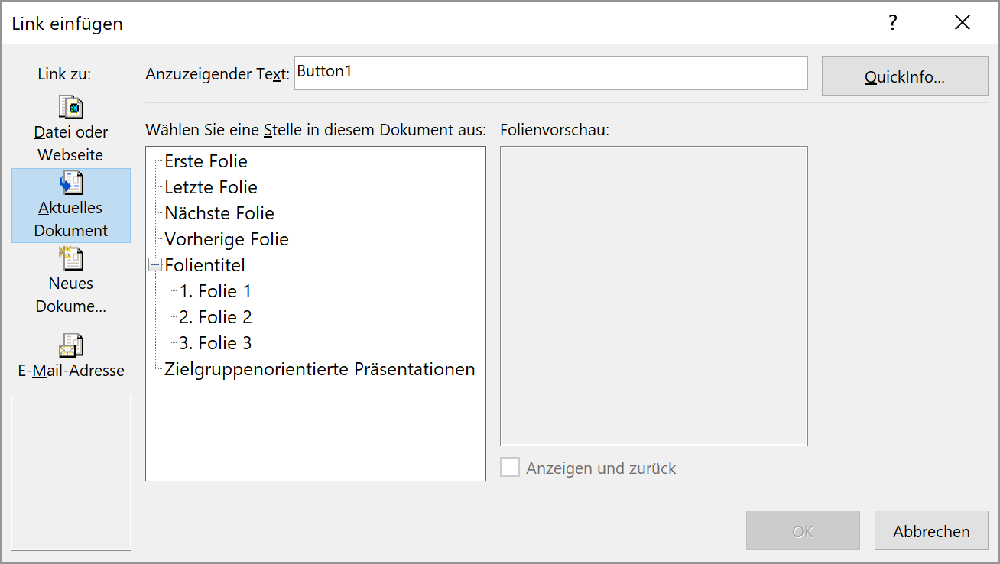 Link einfügen
?
Link zu:
Anzuzeigender Text:
Button1
QuickInfo...
Datei oder
Webseite
Aktuelles
Dokument
Neues
Dokume...
E-Mail-Adresse
Wählen Sie eine Stelle in diesem Dokument aus:
Erste Folie
Letzte Folie
Nächste Folie
Vorherige Folie
Folientitel
1. Folie 1
2. Folie 2
3. Folie 3
Zielgruppenorientierte Präsentationen
Folienvorschau:
Anzeigen und zurück
OK
Abbrechen